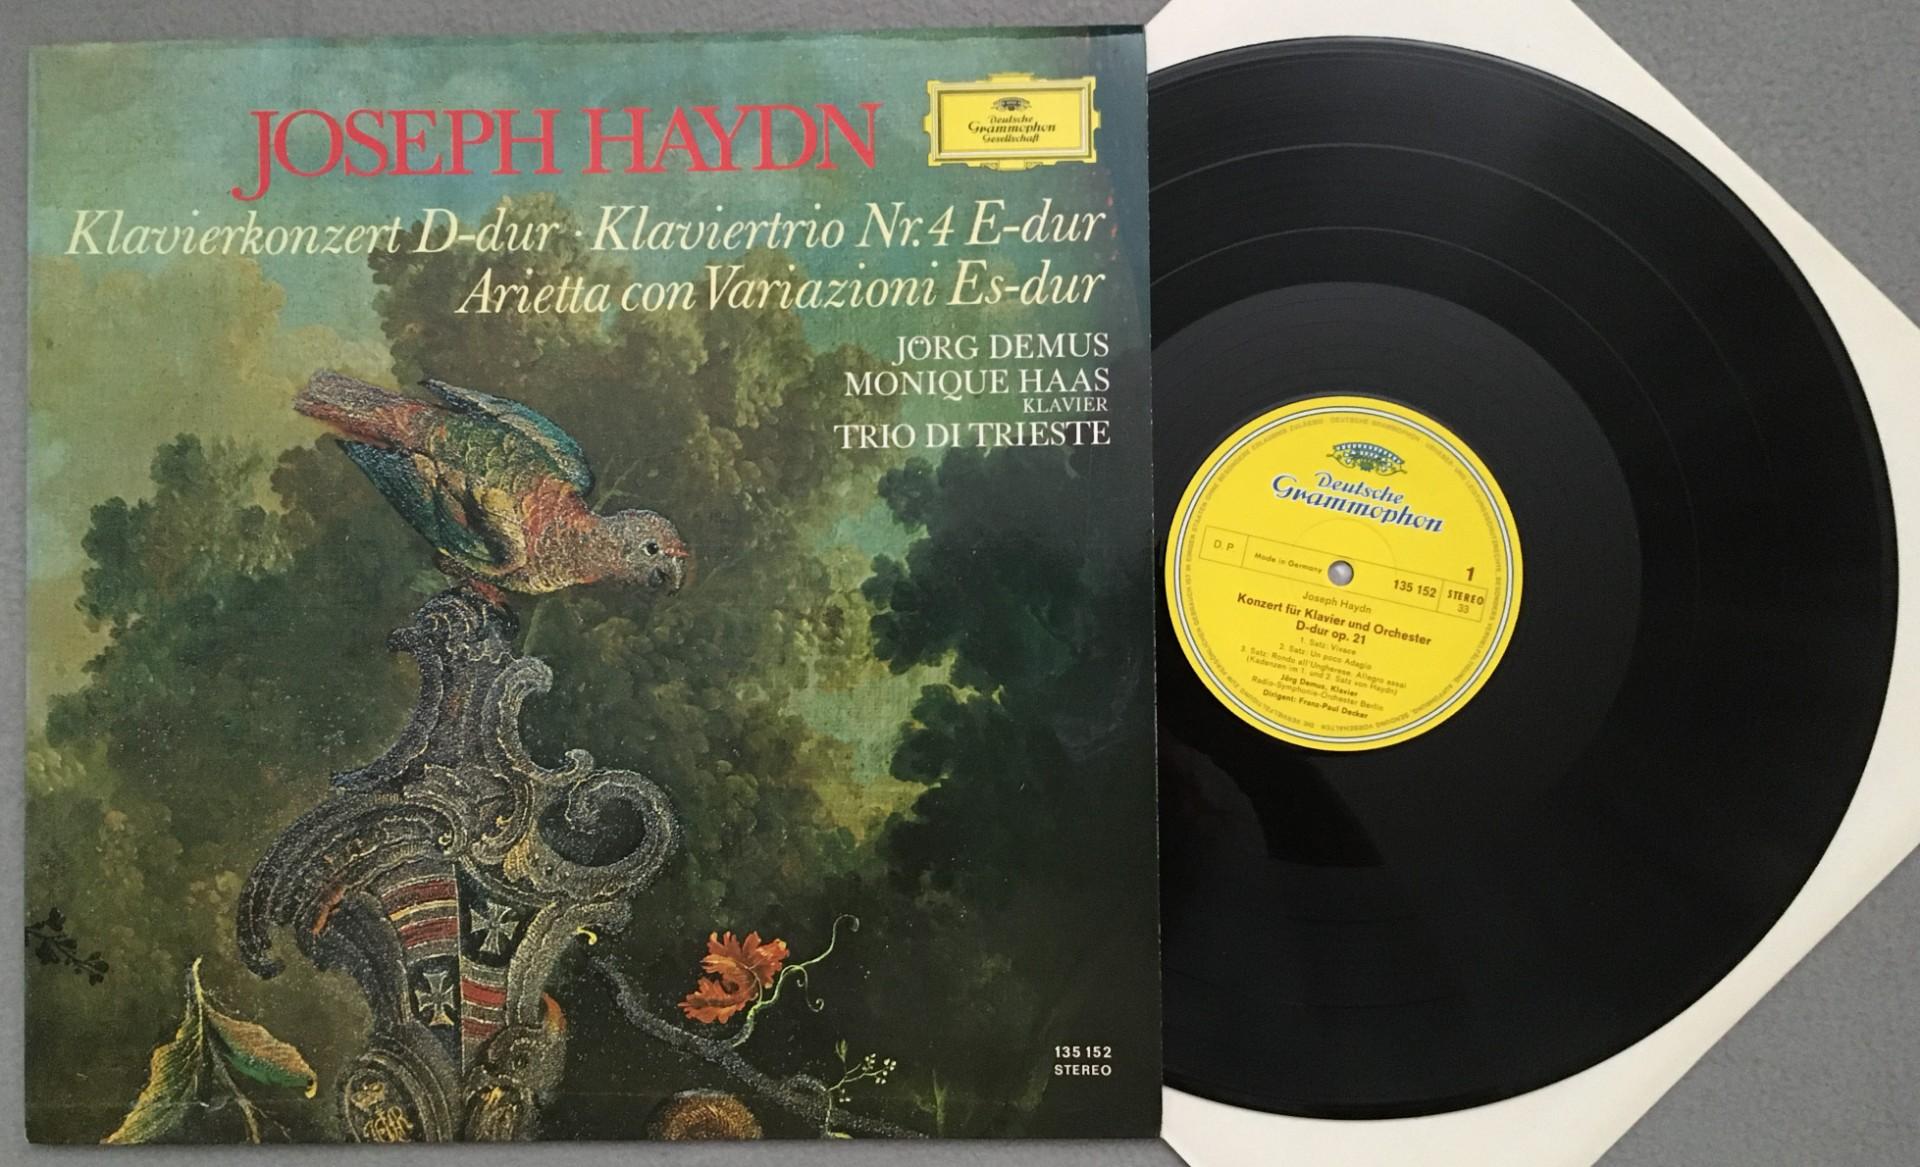 JOSEPH HAYDN
Deutsche
Grammophon
Gesellschaft
Klavierkonzert D-dur · Klaviertrio Nr. 4 E-dur
Arietta con Variazioni Es-dur
JÖRG DEMUS
MONIQUE HAAS
KLAVIER
TRIO DI TRIESTE
135 152
STEREO
Deutsche
Grammophon
D. P.
Made in Germany
135 152
1
STEREO
33
Joseph Haydn
Konzert für Klavier und Orchester
D-dur op. 21
1. Satz: Vivace
2. Satz: Un poco Adagio
3. Satz: Rondo all'Ungherese. Allegro assai
(Kadenzen im 1. und 2. Satz von Haydn)
Jörg Demus, Klavier
Radio-Symphonie-Orchester Berlin
Dirigent: Franz-Paul Decker